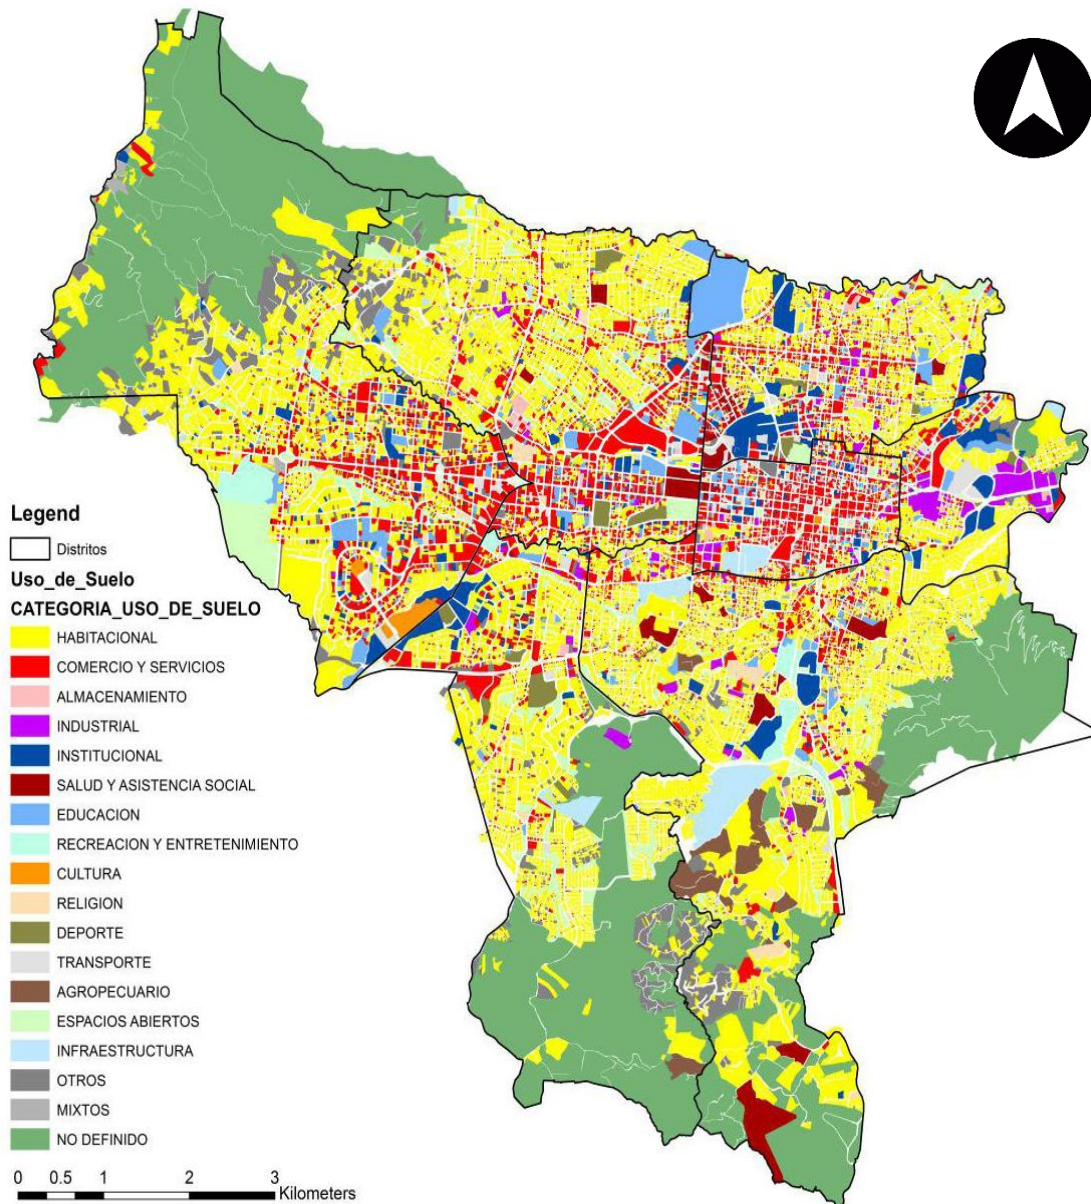 Legend
Distritos
Uso_de_Suelo
CATEGORIA_USO_DE_SUELO
HABITACIONAL
COMERCIO Y SERVICIOS
ALMACENAMIENTO
INDUSTRIAL
INSTITUCIONAL
SALUD Y ASISTENCIA SOCIAL
EDUCACION
RECREACION Y ENTRETENIMIENTO
CULTURA
RELIGION
DEPORTE
TRANSPORTE
AGROPECUARIO
ESPACIOS ABIERTOS
INFRAESTRUCTURA
OTROS
MIXTOS
NO DEFINIDO
0 0.5 1 2 3
Kilometers